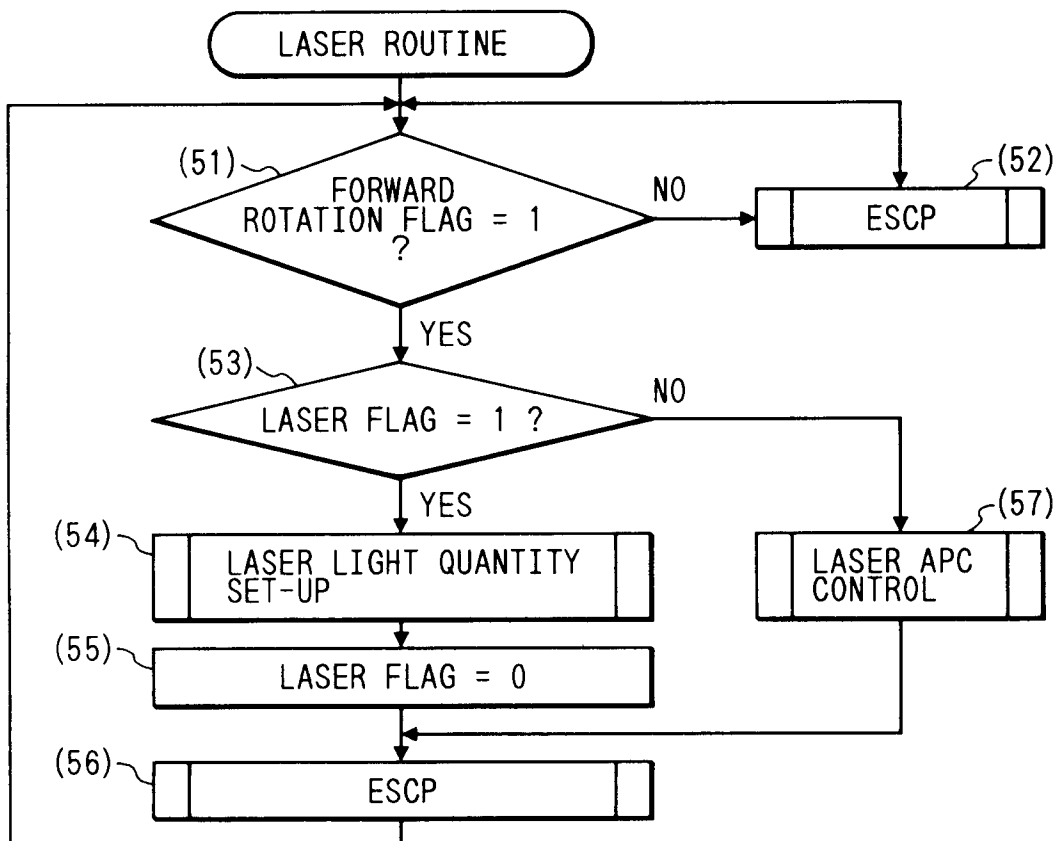 LASER ROUTINE
(51)
FORWARD
ROTATION FLAG = 1
?
NO
(52)
ESCP
YES
(53)
LASER FLAG = 1 ?
NO
YES
(54)
LASER LIGHT QUANTITY
SET-UP
(57)
LASER APC
CONTROL
(55)
LASER FLAG = 0
(56)
ESCP